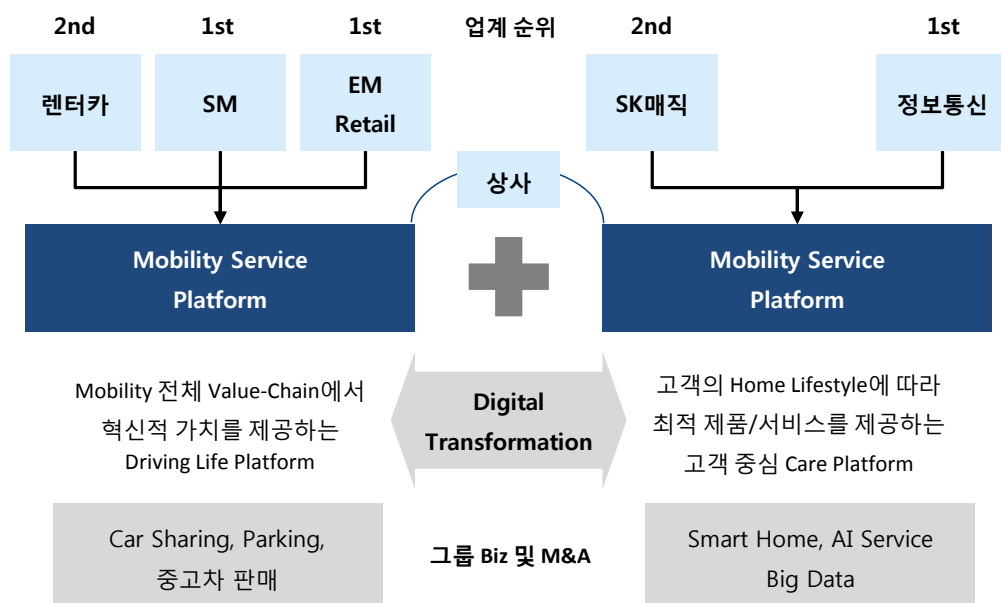 2nd 1st 1st 업계 순위 2nd 1st
렌터카
SM
EM
Retail
SK매직
정보통신
상사
Mobility Service
Platform
Mobility Service
Platform
Mobility 전체 Value-Chain에서
혁신적 가치를 제공하는
Driving Life Platform
Digital
Transformation
고객의 Home Lifestyle에 따라
최적 제품/서비스를 제공하는
고객 중심 Care Platform
Car Sharing, Parking,
중고차 판매
그룹 Biz 및 M&A
Smart Home, AI Service
Big Data